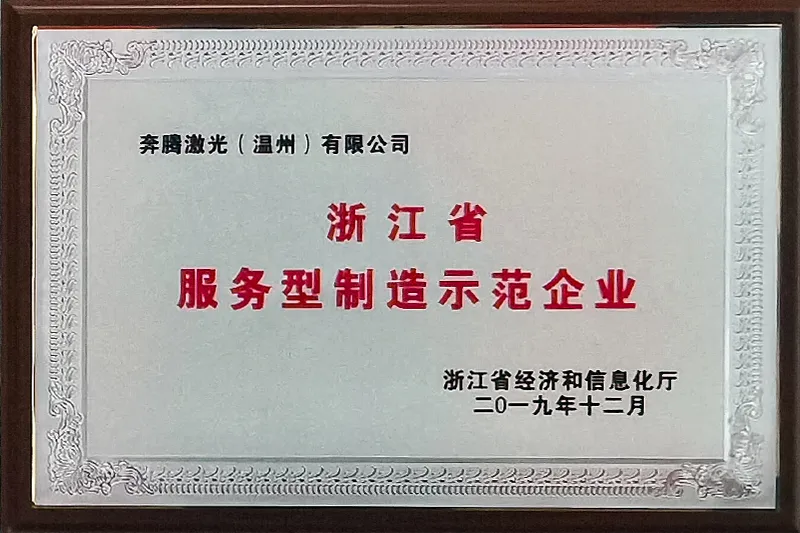 奔腾激光（温州）有限公司
浙江省
服务型制造示范企业
浙江省经济和信息化厅
二〇一九年十二月